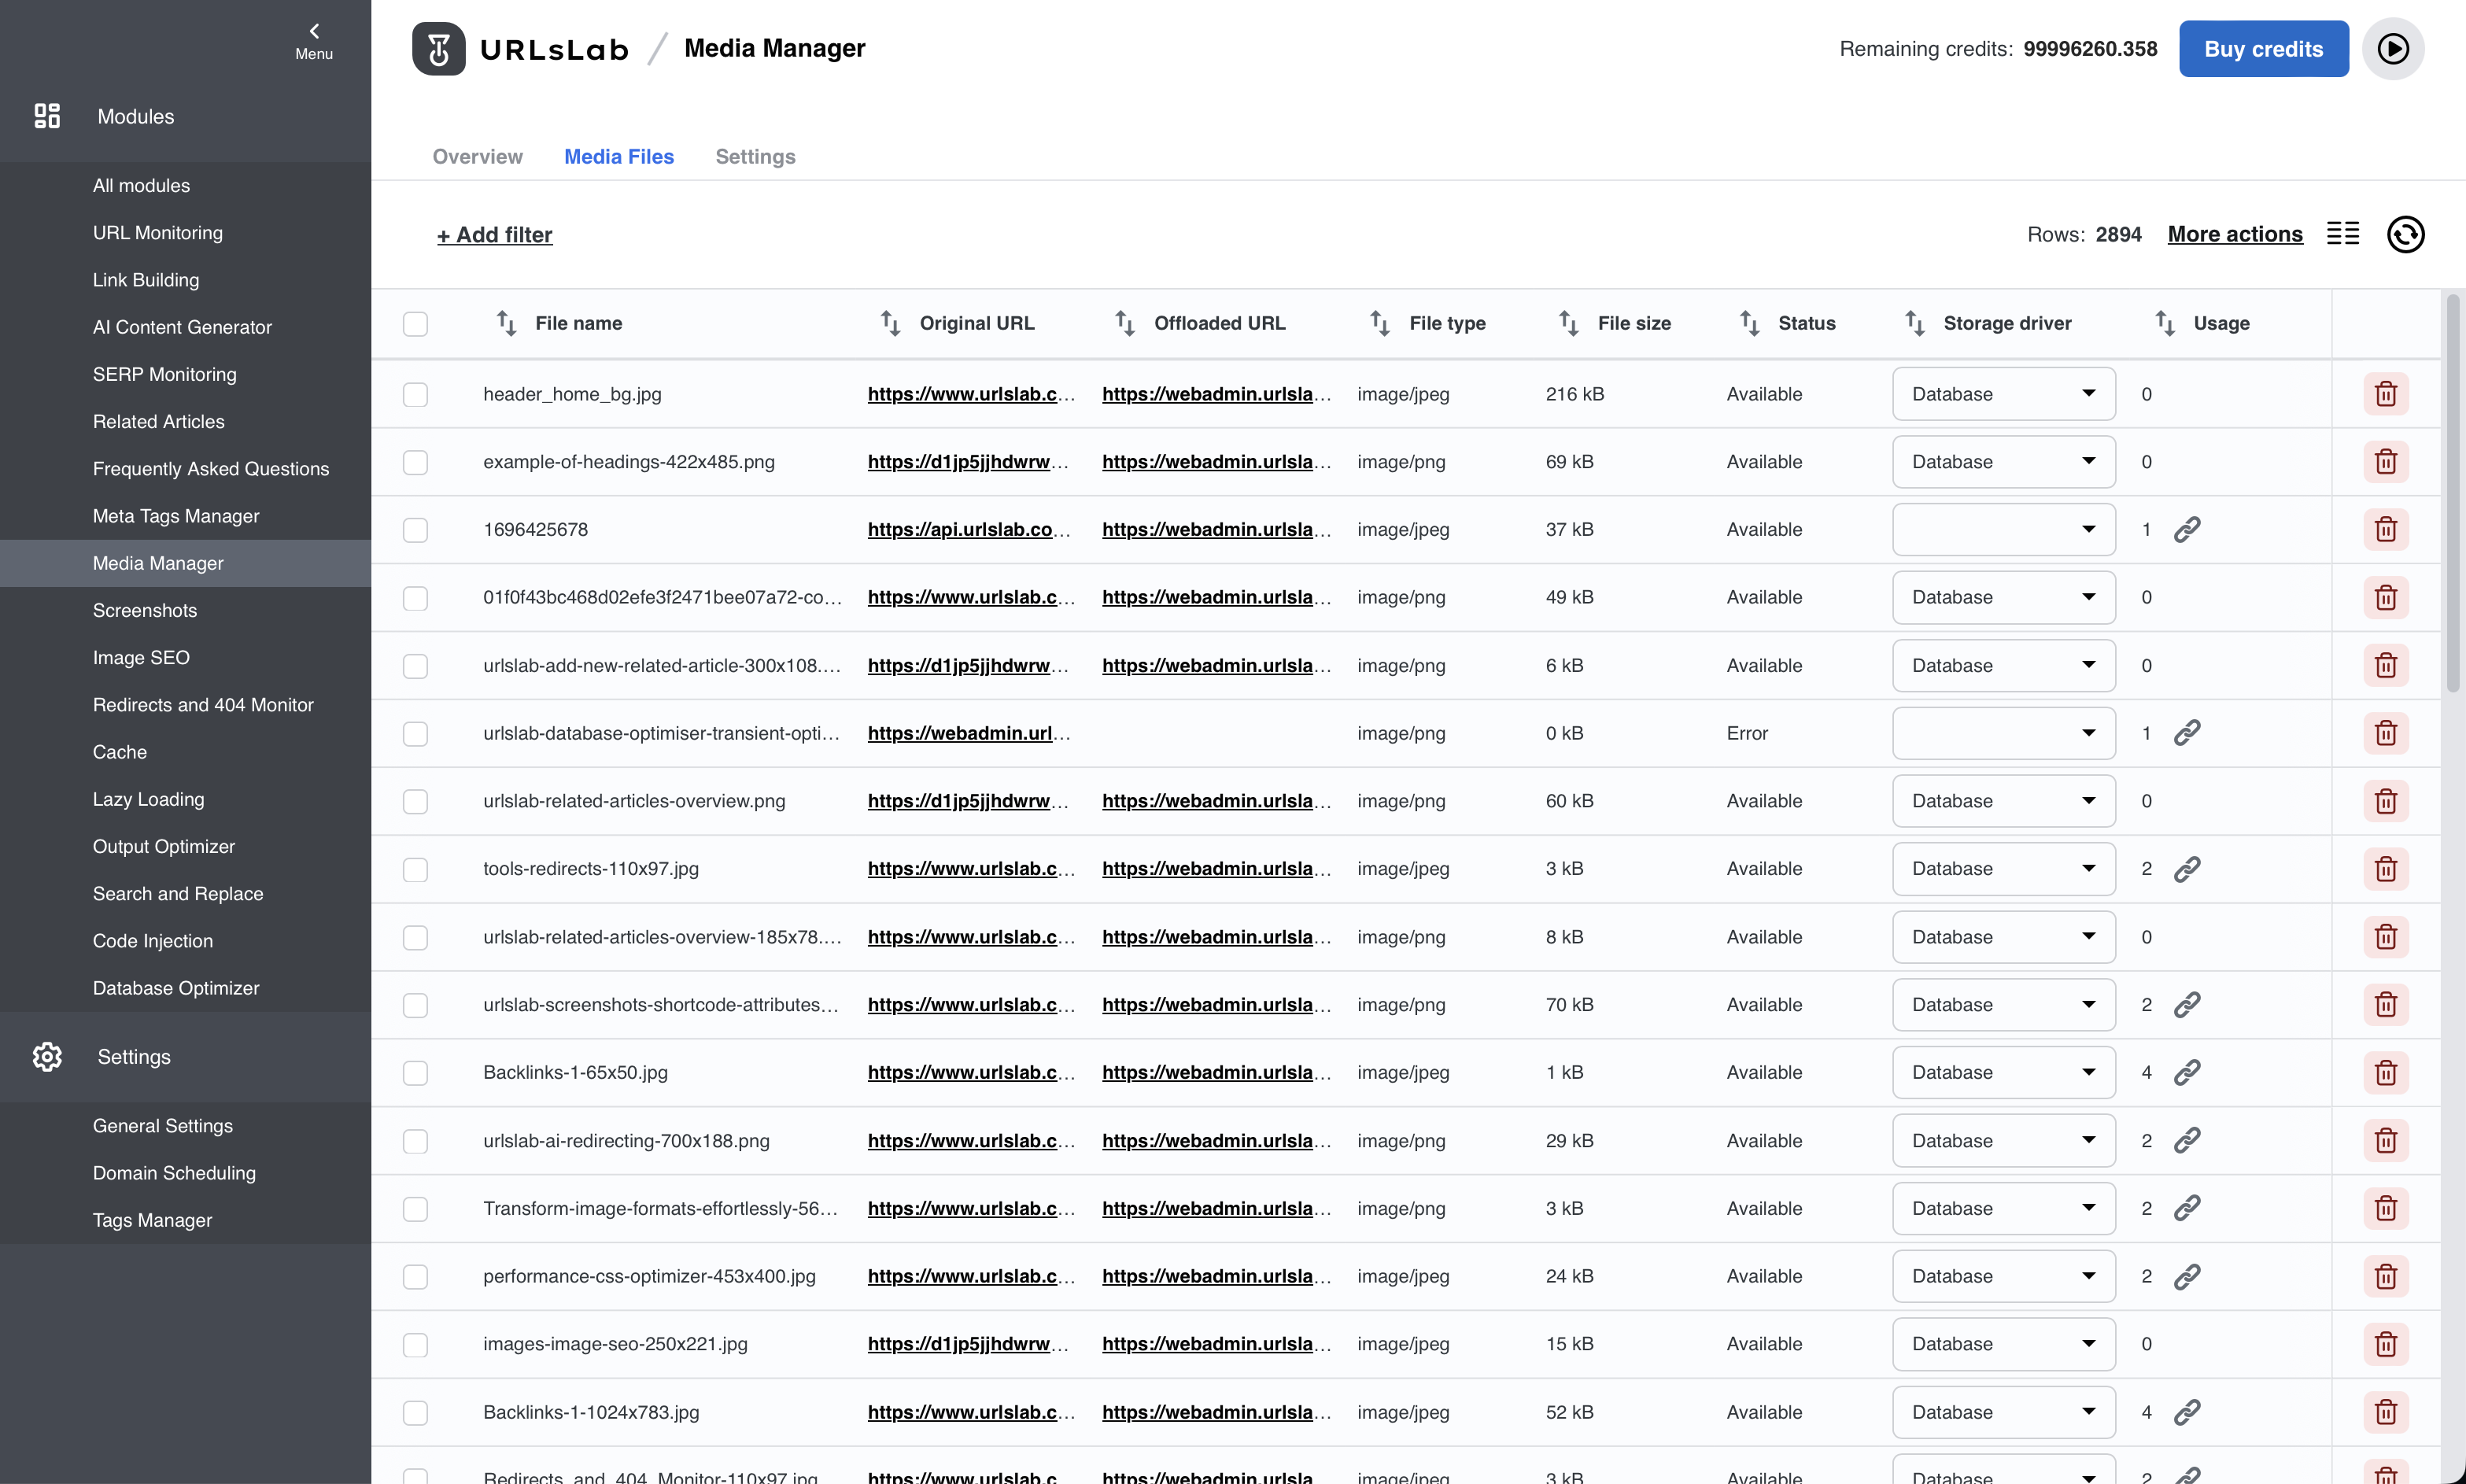 Menu
URLsLab / Media Manager
Remaining credits: 99996260.358
Buy credits
Modules
All modules
URL Monitoring
Link Building
AI Content Generator
SERP Monitoring
Related Articles
Frequently Asked Questions
Meta Tags Manager
Media Manager
Screenshots
Image SEO
Redirects and 404 Monitor
Cache
Lazy Loading
Output Optimizer
Search and Replace
Code Injection
Database Optimizer
Settings
General Settings
Domain Scheduling
Tags Manager
Overview Media Files Settings
+ Add filter
Rows: 2894 More actions
File name Original URL Offloaded URL File type File size Status Storage driver Usage
header_home_bg.jpg https://www.urlslab.c… https://webadmin.urlsla… image/jpeg 216 kB Available Database 0
example-of-headings-422x485.png https://d1jp5jjhdwrw… https://webadmin.urlsla… image/png 69 kB Available Database 0
1696425678 https://api.urlslab.co… https://webadmin.urlsla… image/jpeg 37 kB Available 1
01f0f43bc468d02efe3f2471bee07a72-co… https://www.urlslab.c… https://webadmin.urlsla… image/png 49 kB Available Database 0
urlslab-add-new-related-article-300x108.… https://d1jp5jjhdwrw… https://webadmin.urlsla… image/png 6 kB Available Database 0
urlslab-database-optimiser-transient-opti… https://webadmin.url… image/png 0 kB Error 1
urlslab-related-articles-overview.png https://d1jp5jjhdwrw… https://webadmin.urlsla… image/png 60 kB Available Database 0
tools-redirects-110x97.jpg https://www.urlslab.c… https://webadmin.urlsla… image/jpeg 3 kB Available Database 2
urlslab-related-articles-overview-185x78.… https://www.urlslab.c… https://webadmin.urlsla… image/png 8 kB Available Database 0
urlslab-screenshots-shortcode-attributes… https://www.urlslab.c… https://webadmin.urlsla… image/png 70 kB Available Database 2
Backlinks-1-65x50.jpg https://www.urlslab.c… https://webadmin.urlsla… image/jpeg 1 kB Available Database 4
urlslab-ai-redirecting-700x188.png https://www.urlslab.c… https://webadmin.urlsla… image/png 29 kB Available Database 2
Transform-image-formats-effortlessly-56… https://www.urlslab.c… https://webadmin.urlsla… image/png 3 kB Available Database 2
performance-css-optimizer-453x400.jpg https://www.urlslab.c… https://webadmin.urlsla… image/jpeg 24 kB Available Database 2
images-image-seo-250x221.jpg https://d1jp5jjhdwrw… https://webadmin.urlsla… image/jpeg 15 kB Available Database 0
Backlinks-1-1024x783.jpg https://www.urlslab.c… https://webadmin.urlsla… image/jpeg 52 kB Available Database 4
Redirects_and_404_Monitor-110x97.jpg https://www.urlslab.c… https://webadmin.urlsla… image/jpeg 3 kB Available Database 2